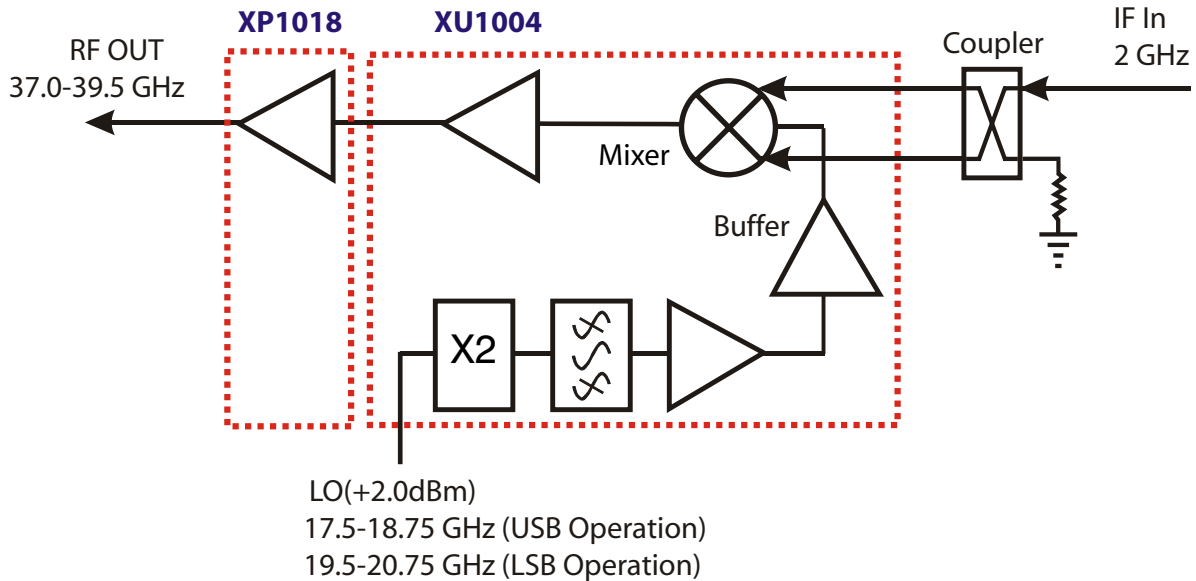 XP1018
XU1004
RF OUT
37.0-39.5 GHz
Coupler
IF In
2 GHz
Mixer
Buffer
X2
LO(+2.0dBm)
17.5-18.75 GHz (USB Operation)
19.5-20.75 GHz (LSB Operation)